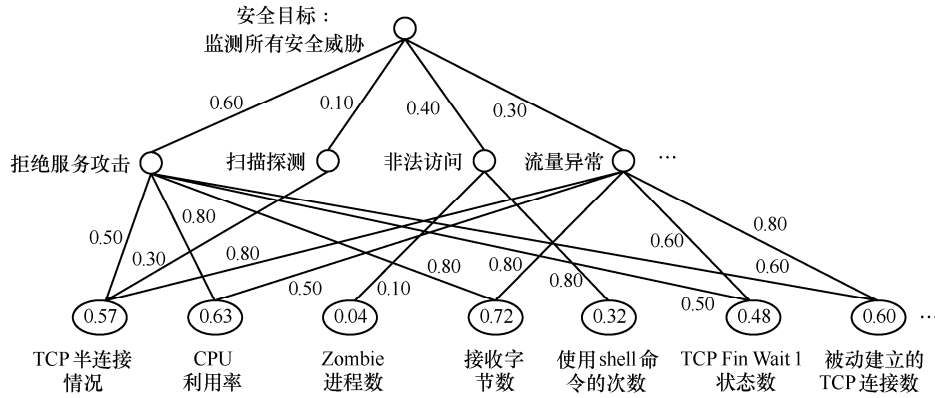 安全目标：
监测所有安全威胁
0.60
0.10
0.40
0.30
拒绝服务攻击
扫描探测
非法访问
流量异常
…
0.80
0.80
0.50
0.60
0.30
0.80
0.80
0.80
0.60
0.50
0.10
0.80
0.50
0.57
0.63
0.04
0.72
0.32
0.48
0.60
…
TCP 半连接
情况
CPU
利用率
Zombie
进程数
接收字
节数
使用 shell 命
令的次数
TCP Fin Wait 1
状态数
被动建立的
TCP 连接数